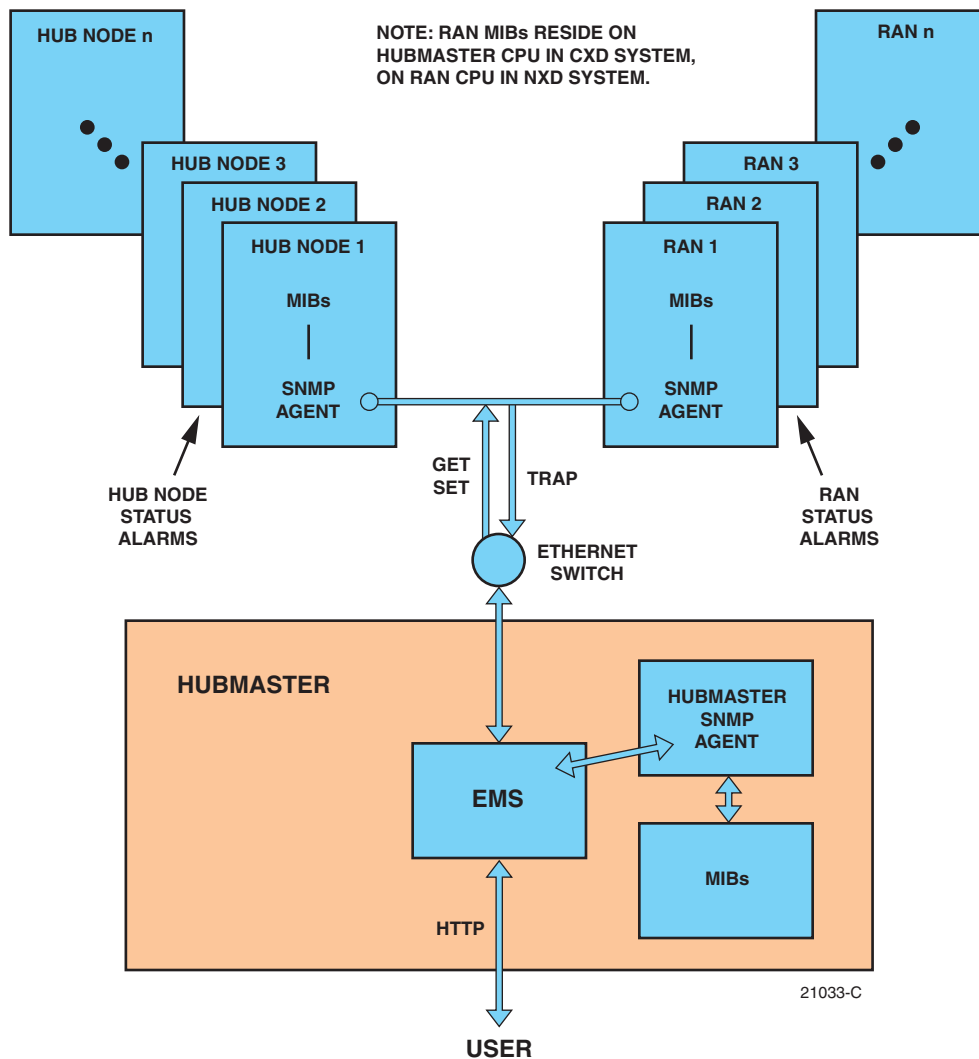 HUB NODE n
NOTE: RAN MIBs RESIDE ON
HUBMASTER CPU IN CXD SYSTEM,
ON RAN CPU IN NXD SYSTEM.
RAN n
HUB NODE 3
HUB NODE 2
HUB NODE 1
MIBs
SNMP
AGENT
RAN 3
RAN 2
RAN 1
MIBs
SNMP
AGENT
HUB NODE
STATUS
ALARMS
GET
SET
TRAP
RAN
STATUS
ALARMS
ETHERNET
SWITCH
HUBMASTER
HUBMASTER
SNMP
AGENT
EMS
MIBs
HTTP
21033-C
USER